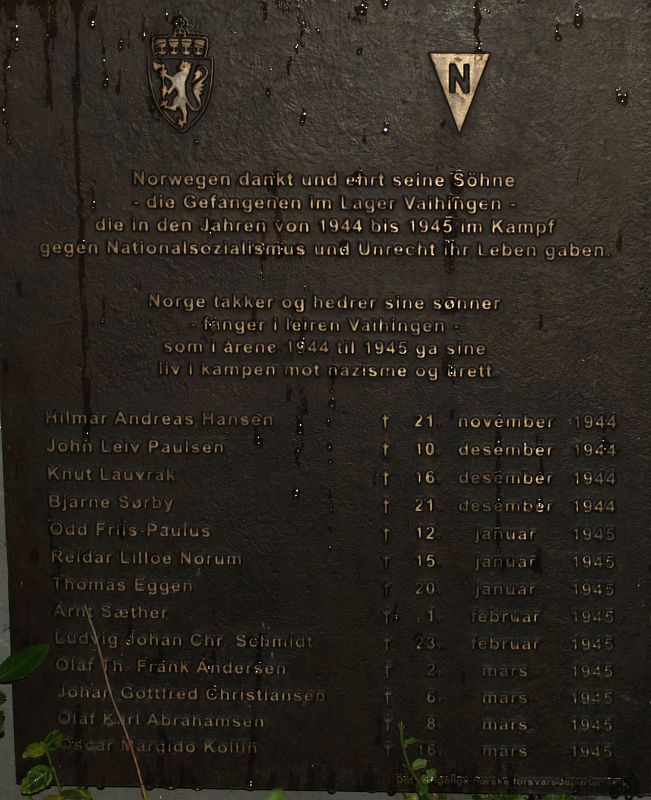 N
Norwegen dankt und ehrt seine Söhne
- die Gefangenen im Lager Vaihingen -
die in den Jahren von 1944 bis 1945 im Kampf
gegen Nationalsozialismus und Unrecht ihr Leben gaben.
Norge takker og hedrer sine sønner
- fanger i leiren Vaihingen -
som i årene 1944 til 1945 ga sine
liv i kampen mot nazisme og urett.
Hilmar Andreas Hansen † 21. november 1944
John Leiv Paulsen † 10. desember 1944
Knut Lauvrak † 16. desember 1944
Bjarne Sørby † 21. desember 1944
Odd Friis-Paulus † 12. januar 1945
Reidar Lilloe Norum † 15. januar 1945
Thomas Eggen † 20. januar 1945
Arnt Sæther † 1. februar 1945
Ludvig Johan Chr. Schmidt † 23. februar 1945
Olaf Th. Frank Andersen † 2. mars 1945
Johan Gottfred Christiansen † 6. mars 1945
Olaf Karl Abrahamsen † 8. mars 1945
Oscar Margido Kollin † 16. mars 1945
Det norske forsvarsdepartement